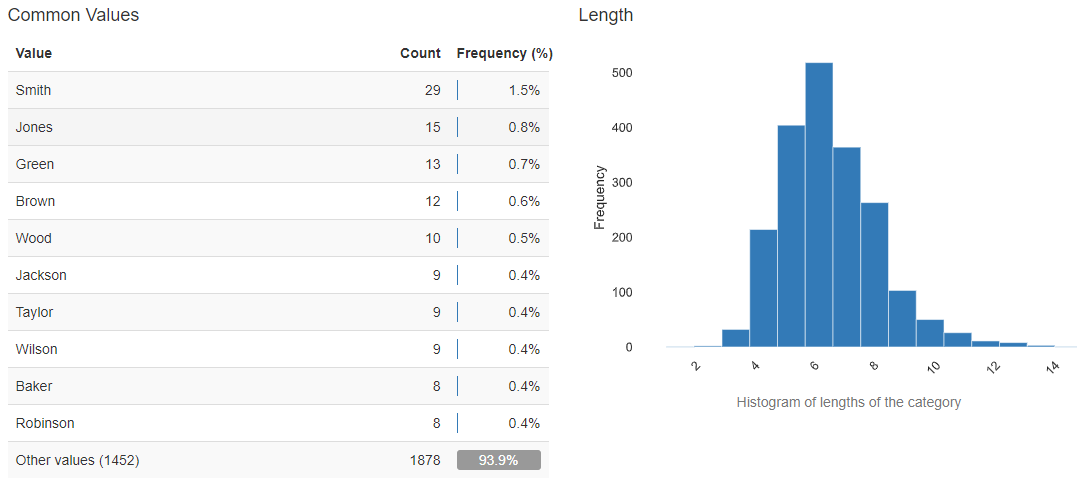 Common Values
Value Count Frequency (%)
Smith 29 1.5%
Jones 15 0.8%
Green 13 0.7%
Brown 12 0.6%
Wood 10 0.5%
Jackson 9 0.4%
Taylor 9 0.4%
Wilson 9 0.4%
Baker 8 0.4%
Robinson 8 0.4%
Other values (1452) 1878 93.9%
Length
500
400
300
200
100
0
Frequency
2 4 6 8 10 12 14
Histogram of lengths of the category